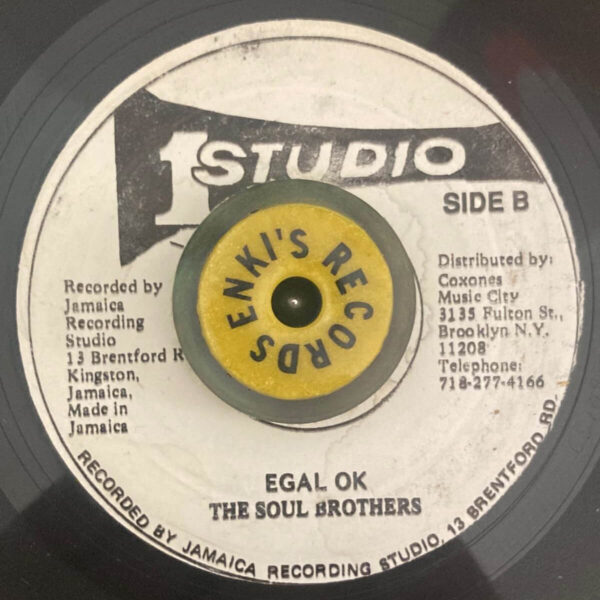 1 STUDIO
SIDE B
Recorded by
Jamaica
Recording
Studio
13 Brentford R
Kingston,
Jamaica,
Made in
Jamaica
ENKI'S RECORDS
Distributed by:
Coxones
Music City
3135 Fulton St.,
Brooklyn N.Y.
11208
Telephone:
718-277-4166
EGAL OK
THE SOUL BROTHERS
RECORDED BY JAMAICA RECORDING STUDIO, 13 BRENTFORD RD.